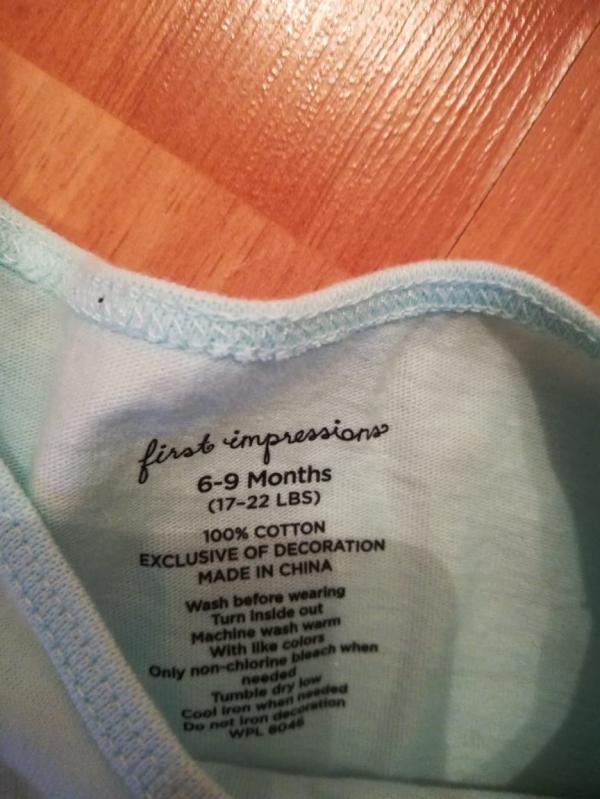 first impressions
6-9 Months
(17-22 LBS)
100% COTTON
EXCLUSIVE OF DECORATION
MADE IN CHINA
Wash before wearing
Turn inside out
Machine wash warm
With like colors
Only non-chlorine bleach when
needed
Tumble dry low
Cool iron when needed
Do not iron decoration
WPL 8046